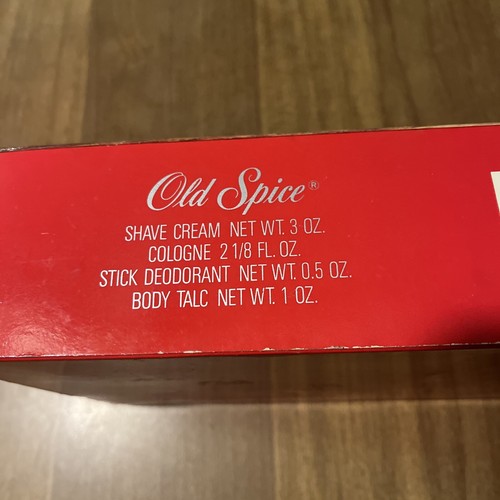 Old Spice®
SHAVE CREAM NET WT. 3 OZ.
COLOGNE 2 1/8 FL. OZ.
STICK DEODORANT NET WT. 0.5 OZ.
BODY TALC NET WT. 1 OZ.